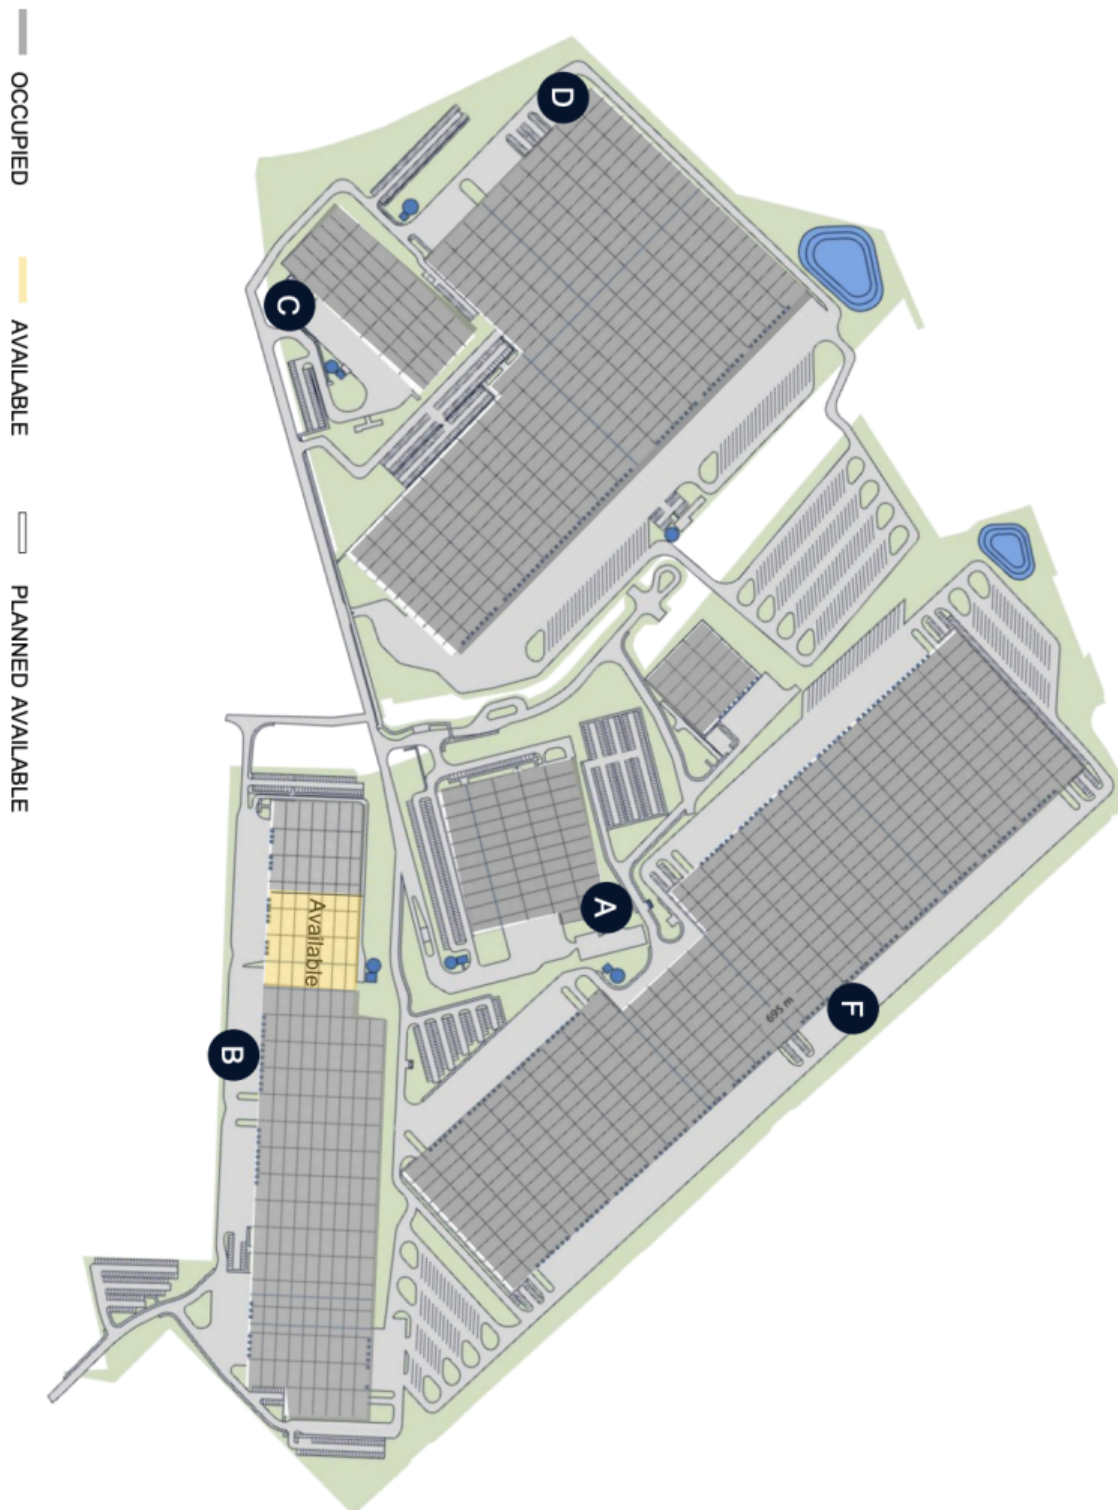 OCCUPIED
AVAILABLE
PLANNED AVAILABLE
D
C
A
F
B
Available
695 m